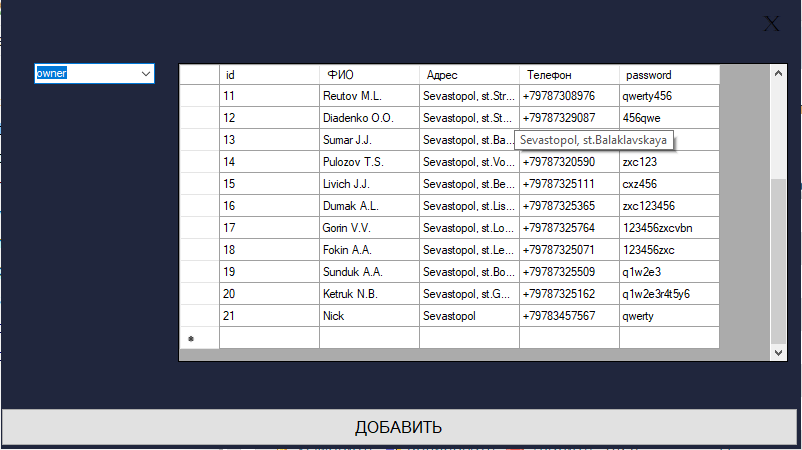 X
owner
id ФИО Адрес Телефон password
11 Reutov M.L. Sevastopol, st.Str... +79787308976 qwerty456
12 Diadenko O.O. Sevastopol, st.St... +79787329087 456qwe
13 Sumar J.J. Sevastopol, st.Ba... Sevastopol, st.Balaklavskaya
14 Pulozov T.S. Sevastopol, st.Vo... +79787320590 zxc123
15 Livich J.J. Sevastopol, st.Be... +79787325111 cxz456
16 Dumak A.L. Sevastopol, st.Lis... +79787325365 zxc123456
17 Gorin V.V. Sevastopol, st.Lo... +79787325764 123456zxcvbn
18 Fokin A.A. Sevastopol, st.Le... +79787325071 123456zxc
19 Sunduk A.A. Sevastopol, st.Bo... +79787325509 q1w2e3
20 Ketruk N.B. Sevastopol, st.G... +79787325162 q1w2e3r4t5y6
21 Nick Sevastopol +79783457567 qwerty
*
ДОБАВИТЬ